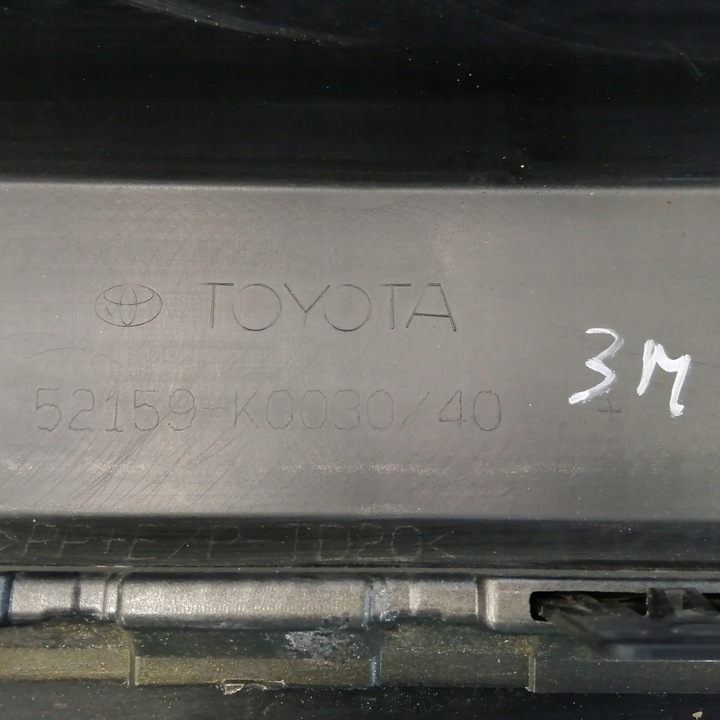 TOYOTA
52159-K0030/40
3M
>PP+E/P-TD20<